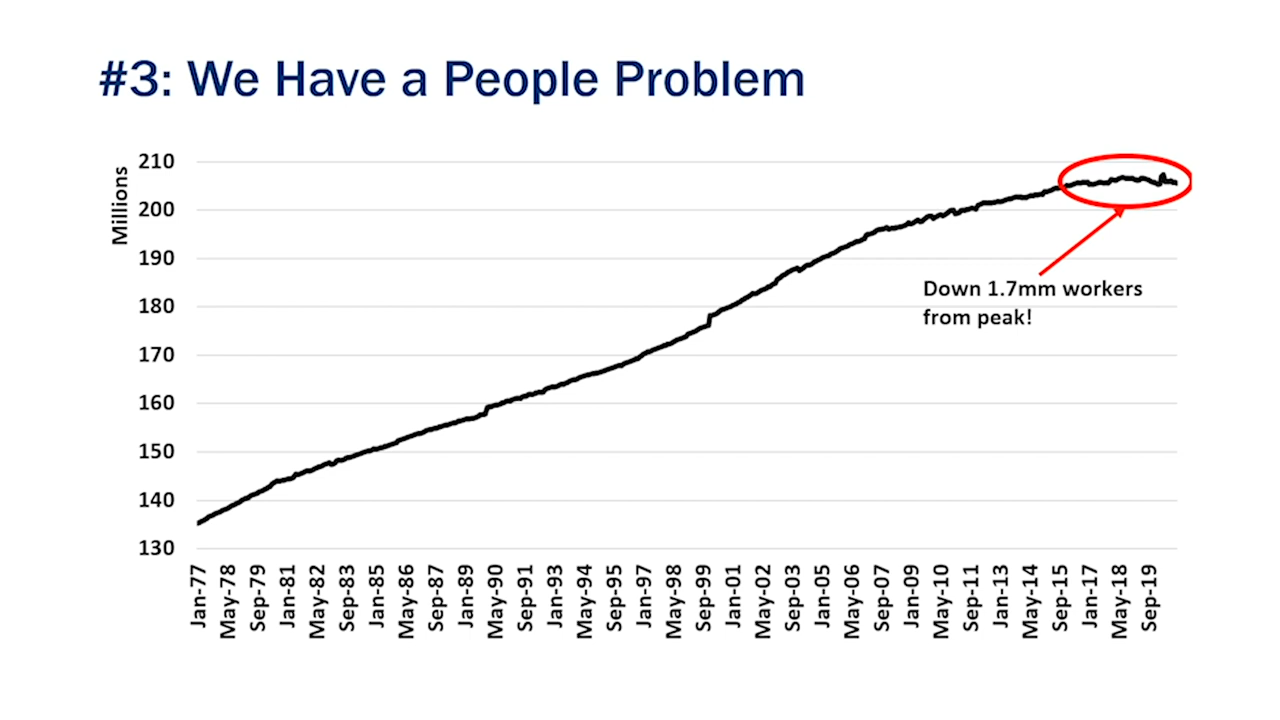 #3: We Have a People Problem
Millions
210
200
190
180
170
160
150
140
130
Down 1.7mm workers
from peak!
Jan-77
May-78
Sep-79
Jan-81
May-82
Sep-83
Jan-85
May-86
Sep-87
Jan-89
May-90
Sep-91
Jan-93
May-94
Sep-95
Jan-97
May-98
Sep-99
Jan-01
May-02
Sep-03
Jan-05
May-06
Sep-07
Jan-09
May-10
Sep-11
Jan-13
May-14
Sep-15
Jan-17
May-18
Sep-19